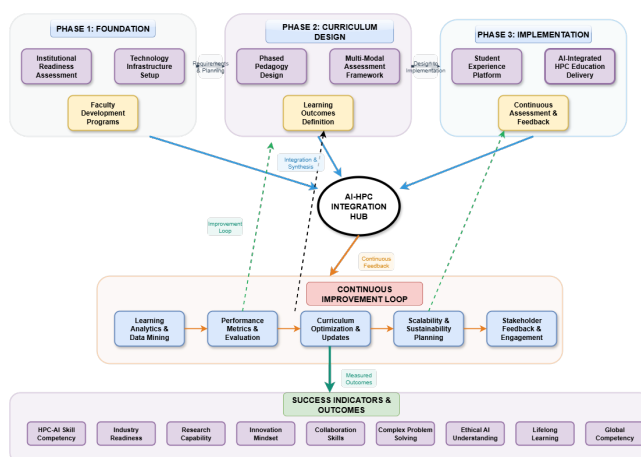 PHASE 1: FOUNDATION
Institutional
Readiness
Assessment
Technology
Infrastructure
Setup
Faculty
Development
Programs
Requirements
& Planning
PHASE 2: CURRICULUM
DESIGN
Phased
Pedagogy
Design
Multi-Modal
Assessment
Framework
Learning
Outcomes
Definition
Design to
Implementation
PHASE 3: IMPLEMENTATION
Student
Experience
Platform
AI-Integrated
HPC Education
Delivery
Continuous
Assessment &
Feedback
Integration &
Synthesis
AI-HPC
INTEGRATION
HUB
Improvement
Loop
Continuous
Feedback
CONTINUOUS
IMPROVEMENT LOOP
Learning
Analytics
& Data Mining
Performance
Metrics &
Evaluation
Curriculum
Optimization &
Updates
Scalability &
Sustainability
Planning
Stakeholder
Feedback &
Engagement
Measured
Outcomes
SUCCESS INDICATORS &
OUTCOMES
HPC-AI Skill
Competency
Industry
Readiness
Research
Capability
Innovation
Mindset
Collaboration
Skills
Complex Problem
Solving
Ethical AI
Understanding
Lifelong
Learning
Global
Competency